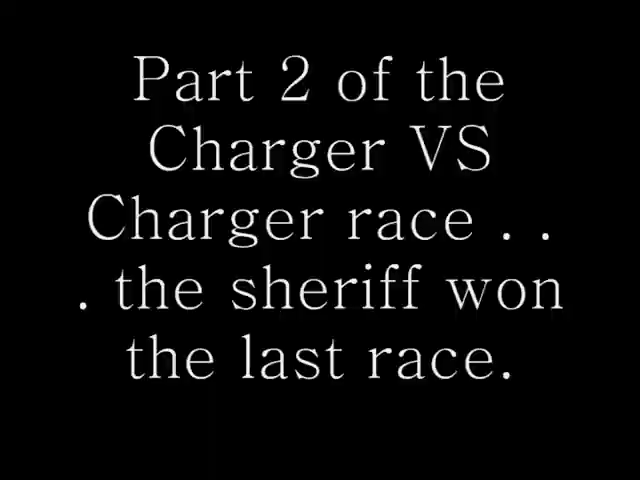 Part 2 of the
Charger VS
Charger race . .
. the sheriff won
the last race.